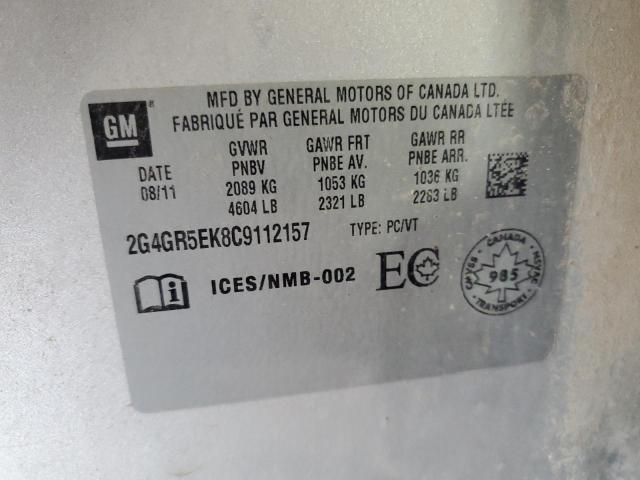 GM
MFD BY GENERAL MOTORS OF CANADA LTD.
FABRIQUÉ PAR GENERAL MOTORS DU CANADA LTÉE
DATE
08/11
GVWR
PNBV
2089 KG
4604 LB
GAWR FRT
PNBE AV.
1053 KG
2321 LB
GAWR RR
PNBE ARR.
1036 KG
2283 LB
2G4GR5EK8C9112157 TYPE: PC/VT
ICES/NMB-002 EC
CANADA
985
TRANSPORT